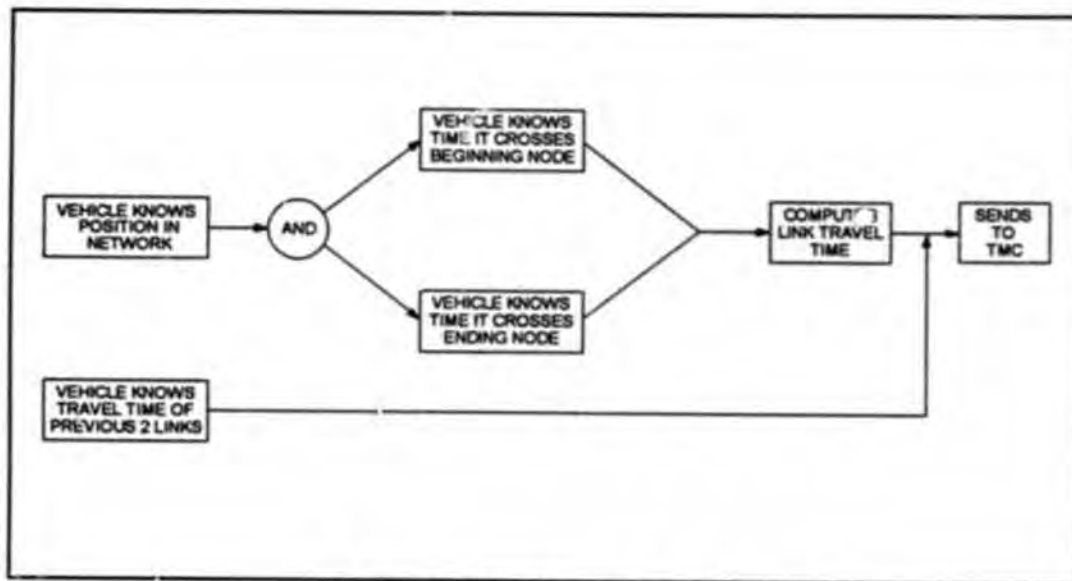 VEHICLE KNOWS
TIME IT CROSSES
BEGINNING NODE
VEHICLE KNOWS
POSITION IN
NETWORK
AND
COMPUTES
LINK TRAVEL
TIME
SENDS
TO
TMC
VEHICLE KNOWS
TIME IT CROSSES
ENDING NODE
VEHICLE KNOWS
TRAVEL TIME OF
PREVIOUS 2 LINKS